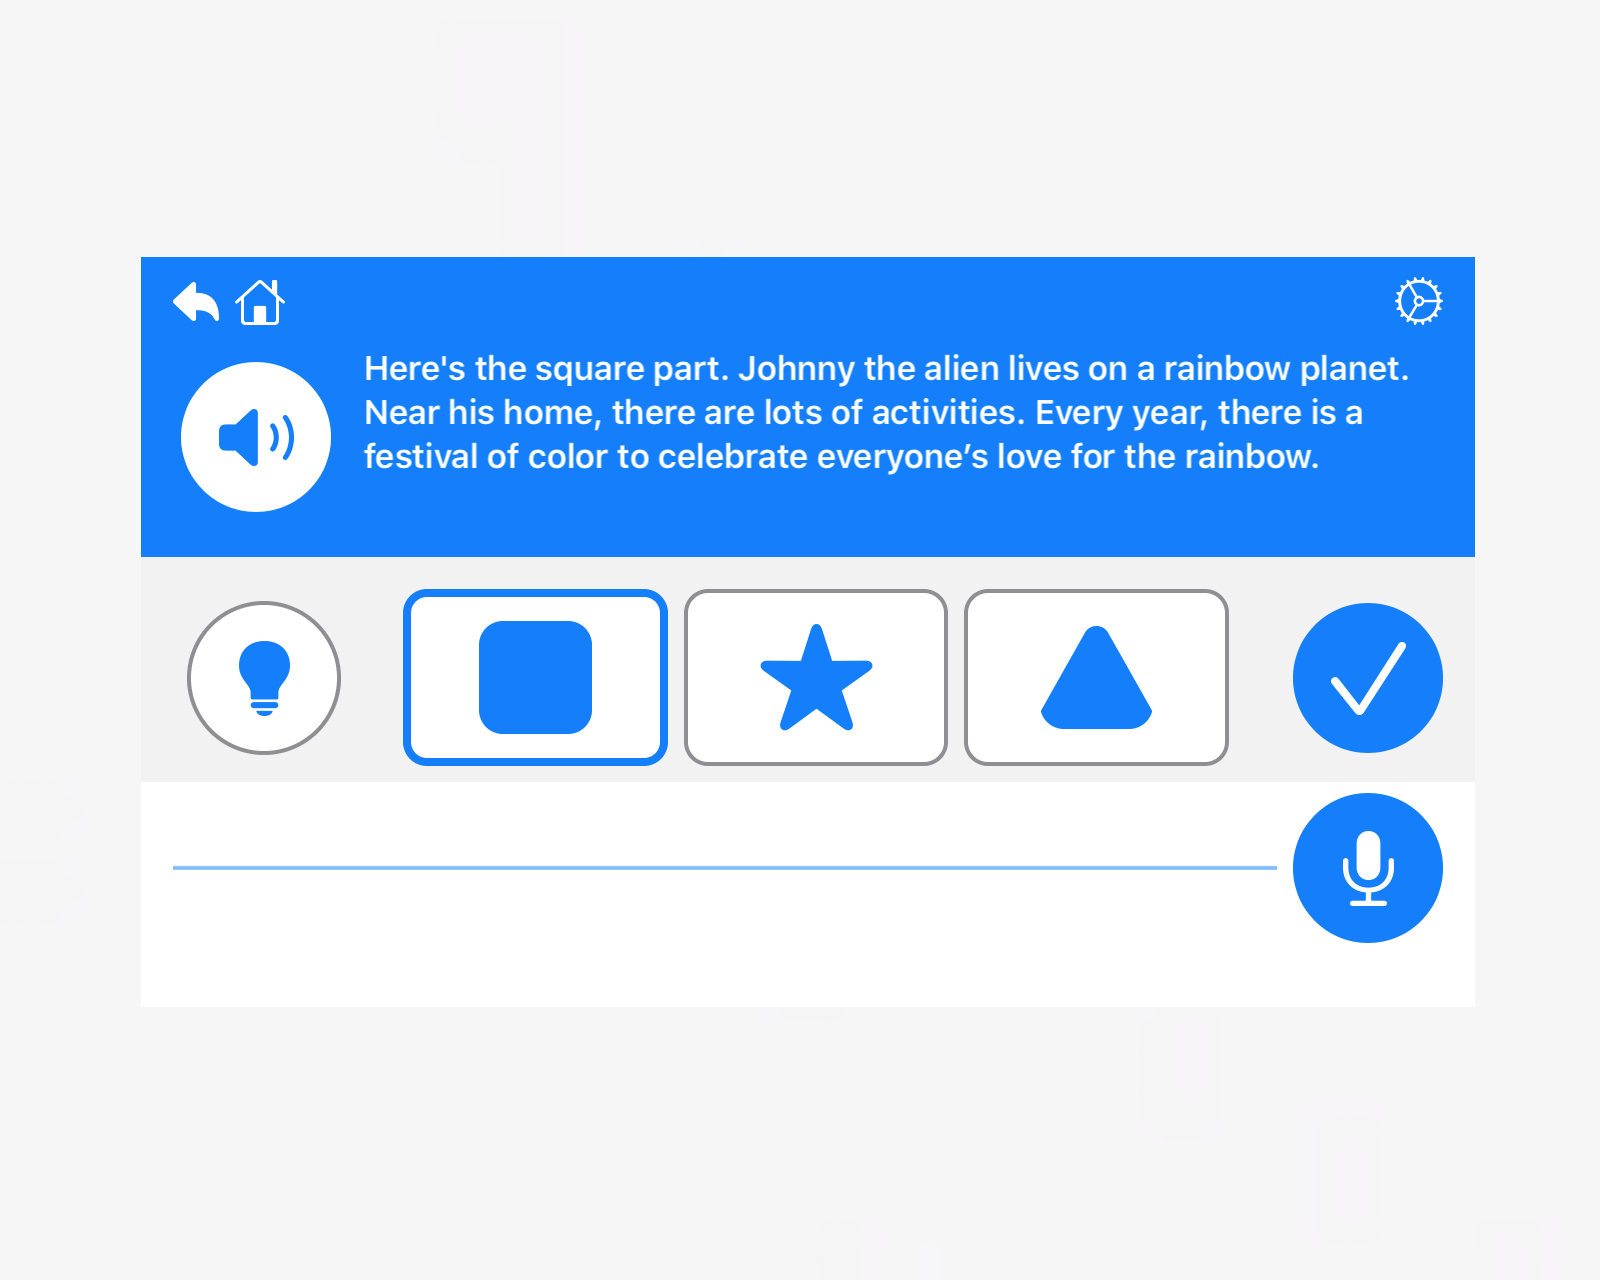 Here's the square part. Johnny the alien lives on a rainbow planet.
Near his home, there are lots of activities. Every year, there is a
festival of color to celebrate everyone’s love for the rainbow.